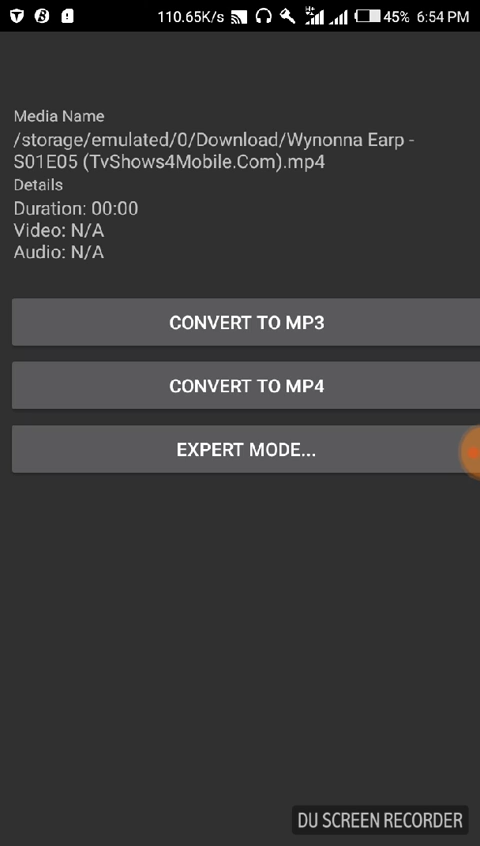 110.65K/s 45% 6:54 PM
Media Name
/storage/emulated/0/Download/Wynonna Earp -
S01E05 (TvShows4Mobile.Com).mp4
Details
Duration: 00:00
Video: N/A
Audio: N/A
CONVERT TO MP3
CONVERT TO MP4
EXPERT MODE...
DU SCREEN RECORDER